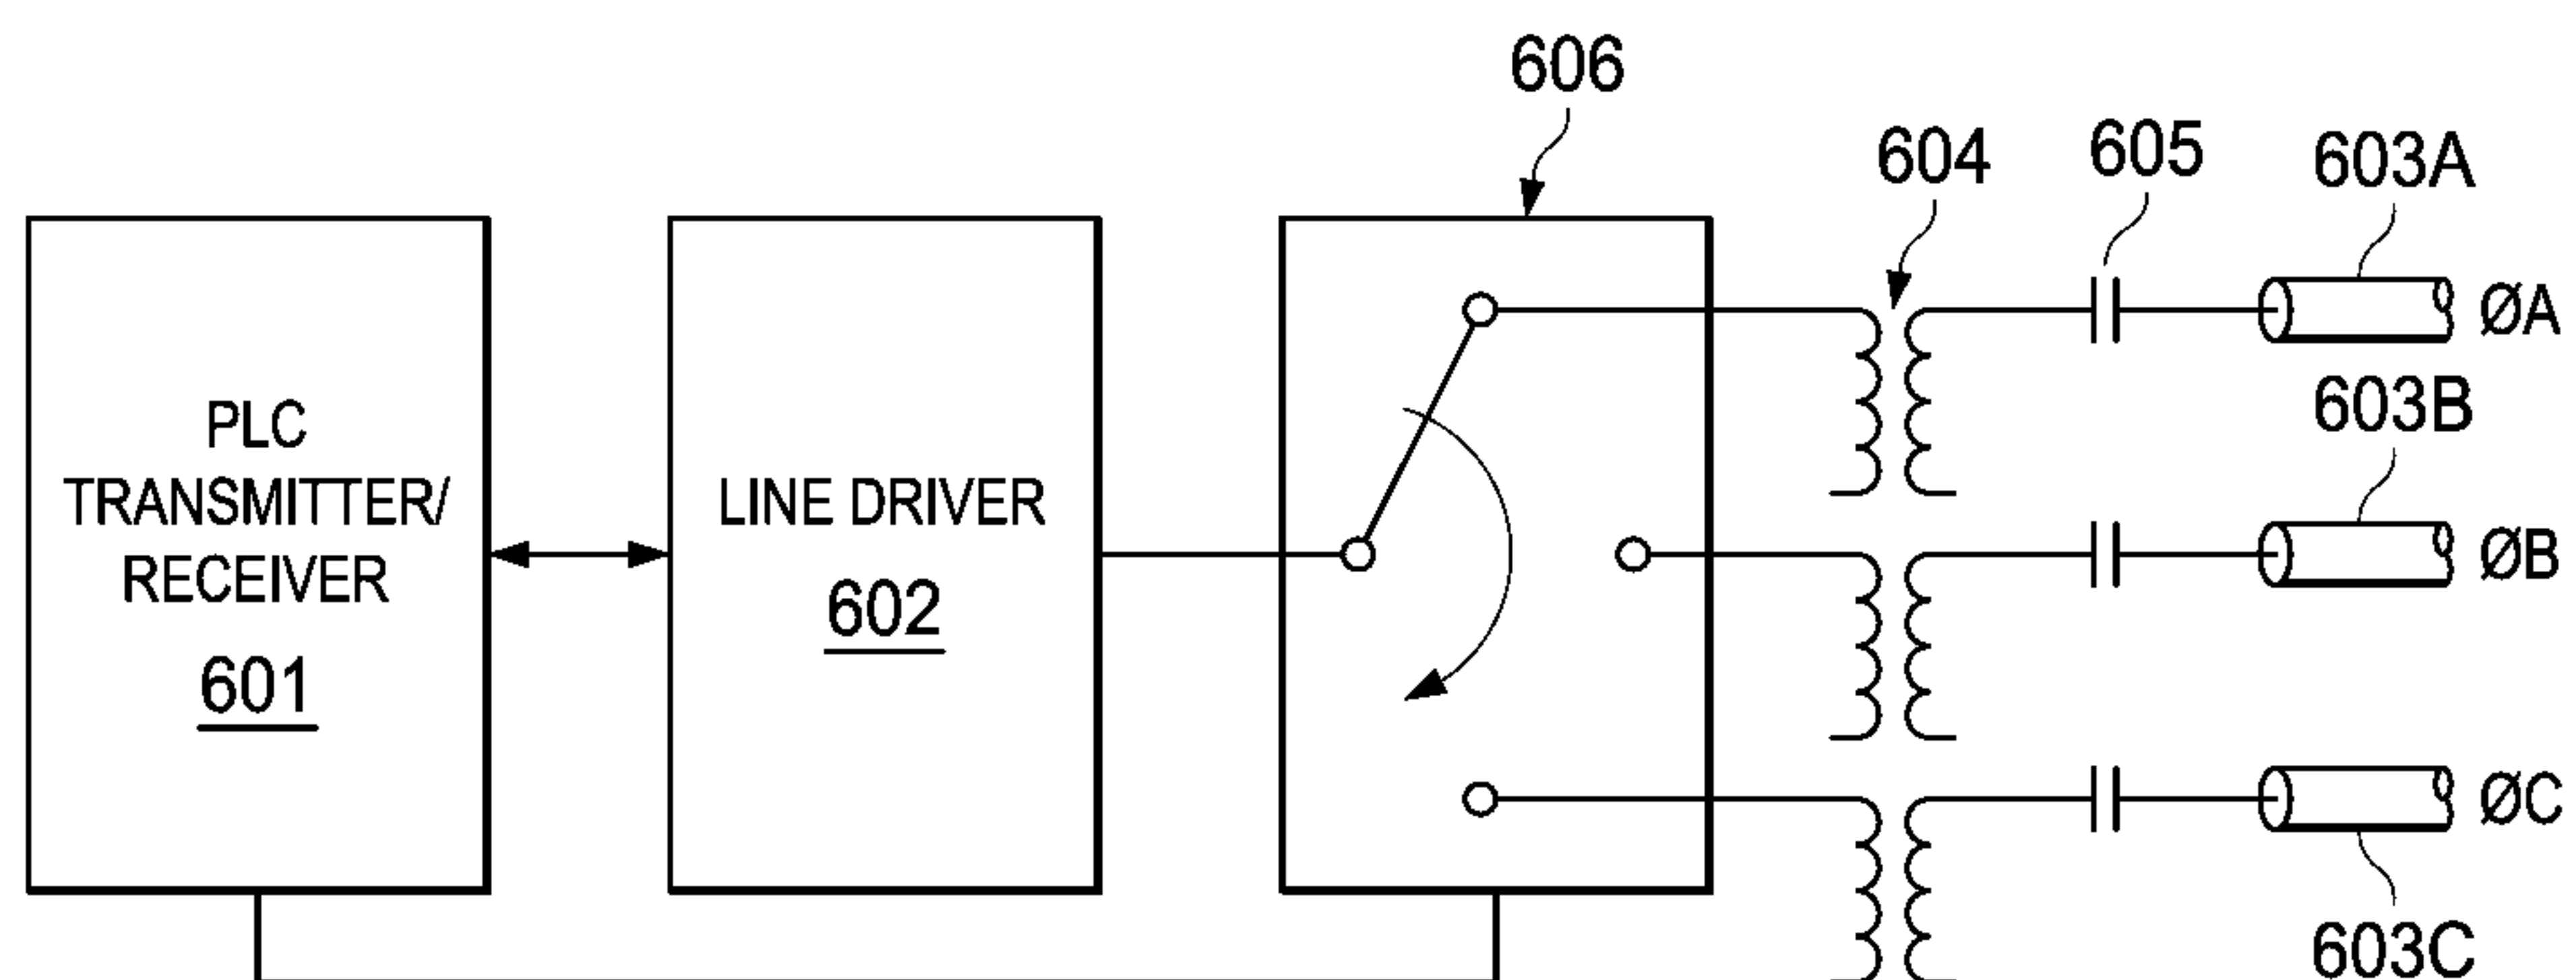 606
604
605
603A
ØA
603B
PLC
TRANSMITTER/
RECEIVER
601
LINE DRIVER
602
ØB
ØC
603C